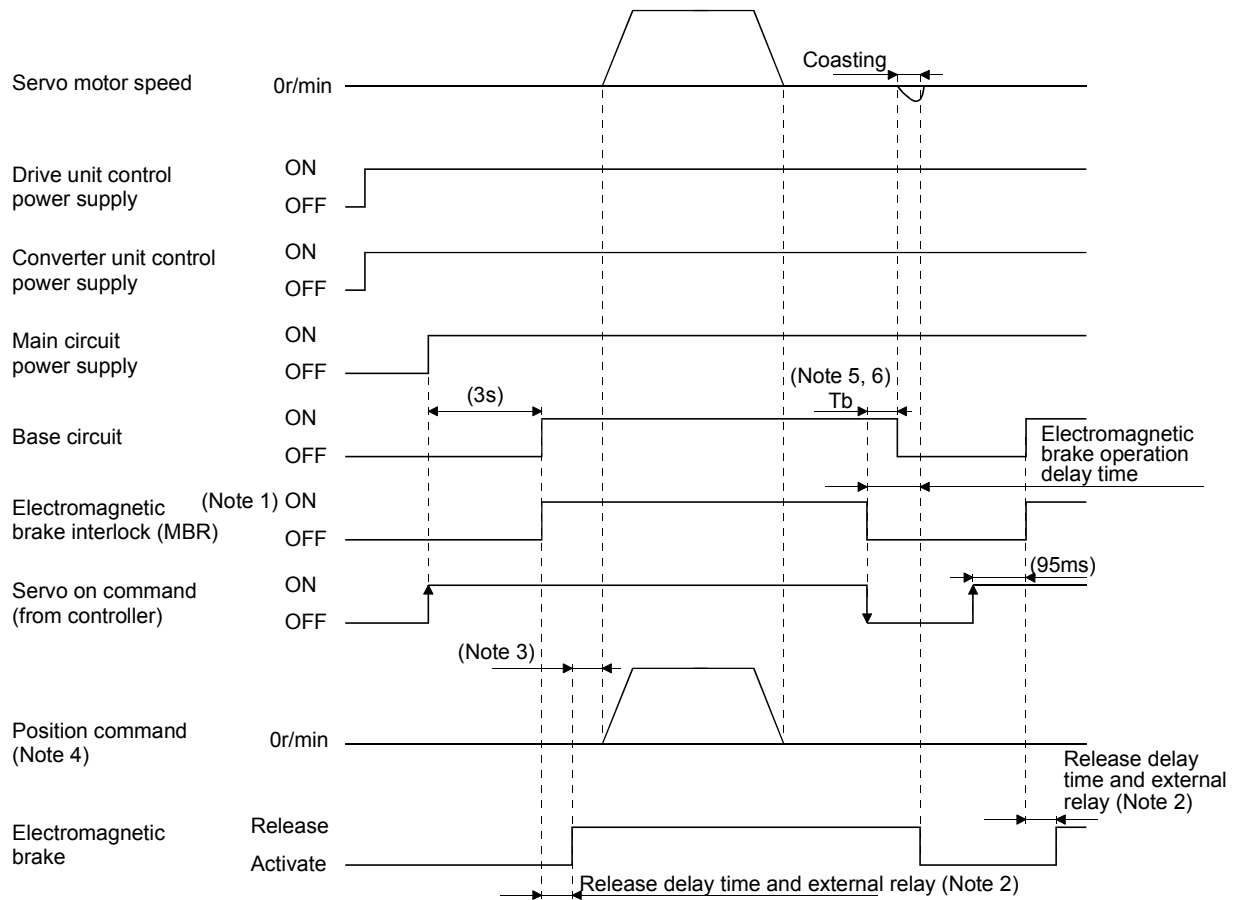 Coasting
Servo motor speed 0r/min
Drive unit control
power supply
ON
OFF
Converter unit control
power supply
ON
OFF
Main circuit
power supply
ON
OFF
(3s)
(Note 5, 6)
Tb
Base circuit
ON
OFF
Electromagnetic
brake operation
delay time
Electromagnetic
brake interlock (MBR)
(Note 1) ON
OFF
(95ms)
Servo on command
(from controller)
ON
OFF
(Note 3)
Position command
(Note 4)
0r/min
Release delay
time and external
relay (Note 2)
Electromagnetic
brake
Release
Activate
Release delay time and external relay (Note 2)